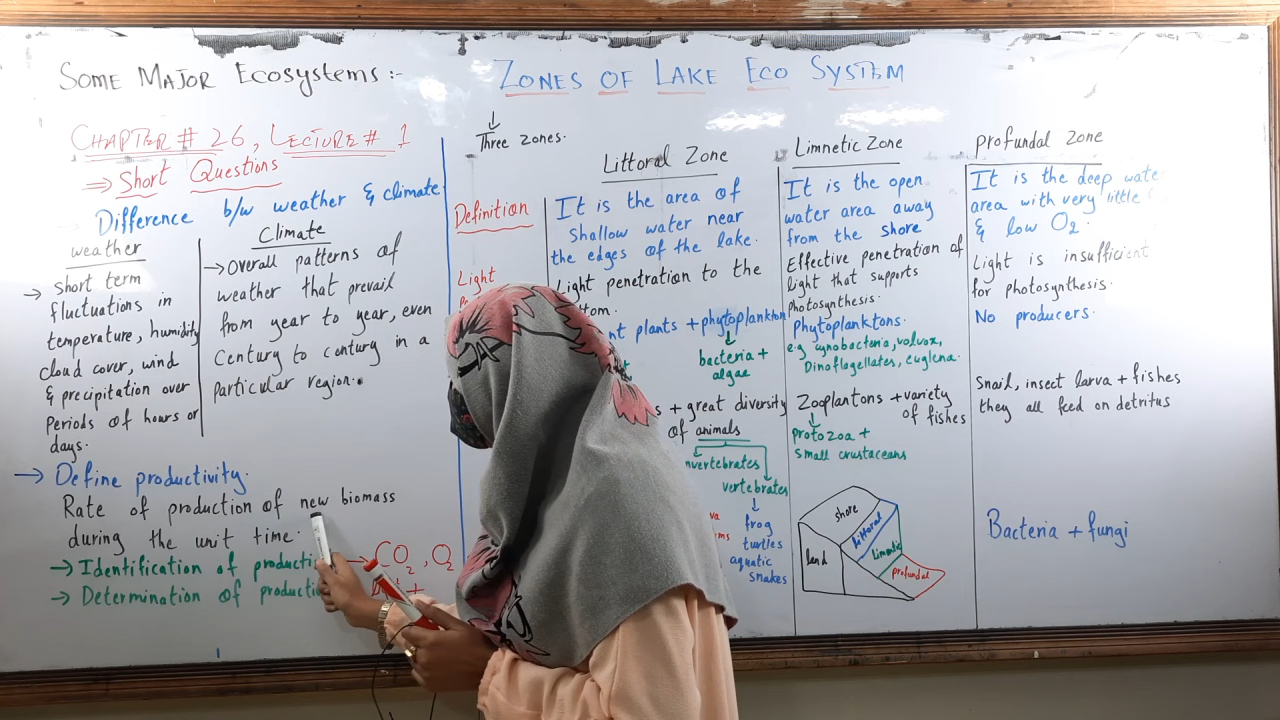 SOME MAJOR ECOSYSTEMS :-
CHAPTER # 26, LECTURE # 1
⇒ Short Questions
Difference b/w weather & climate
weather
→ short term
fluctuations in
temperature, humidity
cloud cover, wind
& precipitation over
Periods of hours or
days.
Climate
→ Overall patterns of
weather that prevail
from year to year, even
Century to century in a
particular region.
→ Define productivity.
Rate of production of new biomass
during the unit time.
→ Identification of
→ CO2, O2
→ Determination of
ZONES OF LAKE ECO SYSTEM
↓
Three zones.
Definition
Light
Littoral Zone
It is the area of
Shallow water near
the edges of the lake.
Light penetration to the
plants + phytoplankton
↓
bacteria +
algae
+ great diversity
of animals
vertebrates
↓
frog
turtles
aquatic
snakes
Limnetic Zone
It is the open
water area away
from the shore
Effective penetration of
light that supports
photosynthesis.
Phytoplanktons.
e.g cynobacteria, volvox,
Dinoflagellates, euglena.
Zooplantons + variety
of fishes
↓
protozoa +
small crustaceans
shore
littoral
Limnetic
land
profundal
profundal Zone
It is the deep
area with very little
& low O2.
Light is insufficient
for photosynthesis.
No producers.
Snail, insect larva + fishes
they all feed on detritus
Bacteria + fungi